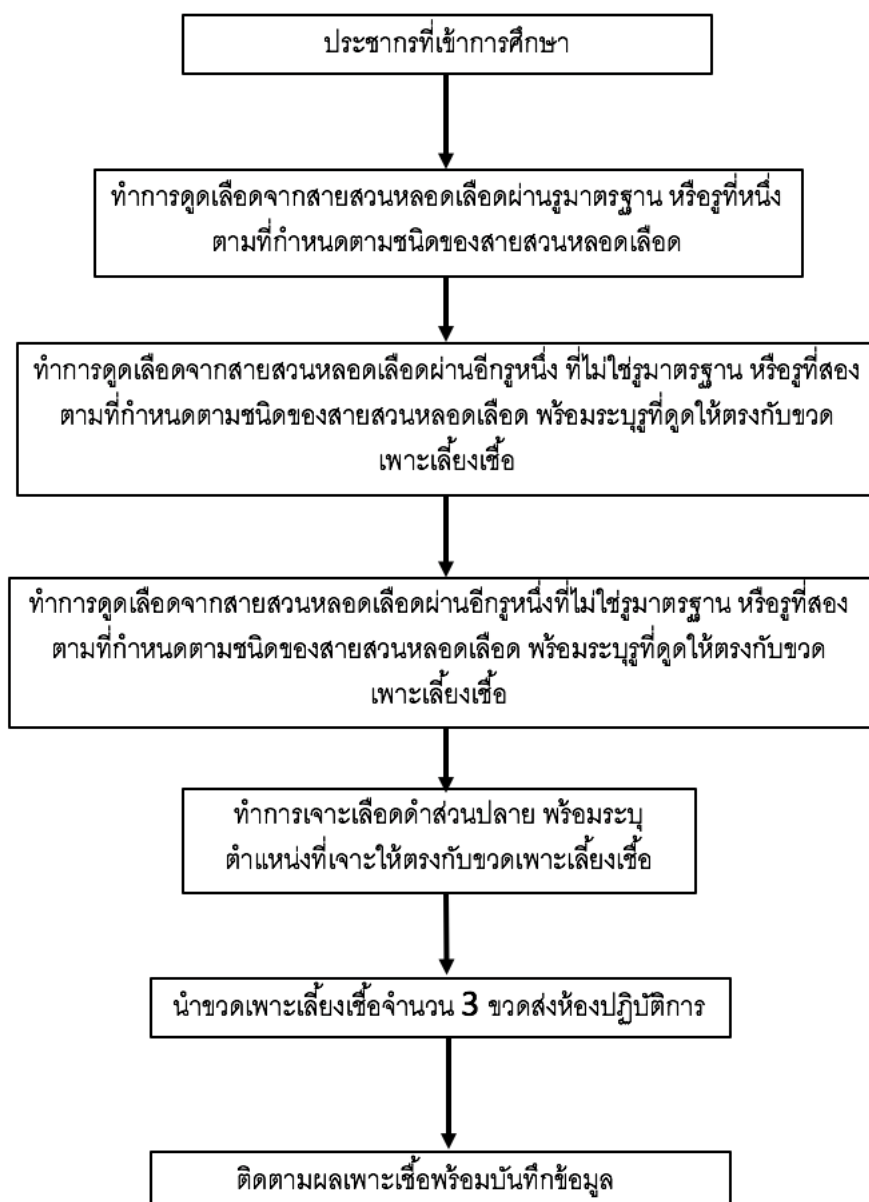 ประชากรที่เข้าการศึกษา
ทำการดูดเลือดจากสายสวนหลอดเลือดผ่านรูมาตรฐาน หรือรูที่หนึ่ง
ตามที่กำหนดตามชนิดของสายสวนหลอดเลือด
ทำการดูดเลือดจากสายสวนหลอดเลือดผ่านอีกรูหนึ่ง ที่ไม่ใช่รูมาตรฐาน หรือรูที่สอง
ตามที่กำหนดตามชนิดของสายสวนหลอดเลือด พร้อมระบุรูที่ดูดให้ตรงกับขวด
เพาะเลี้ยงเชื้อ
ทำการดูดเลือดจากสายสวนหลอดเลือดผ่านอีกรูหนึ่งที่ไม่ใช่รูมาตรฐาน หรือรูที่สอง
ตามที่กำหนดตามชนิดของสายสวนหลอดเลือด พร้อมระบุรูที่ดูดให้ตรงกับขวด
เพาะเลี้ยงเชื้อ
ทำการเจาะเลือดดำส่วนปลาย พร้อมระบุ
ตำแหน่งที่เจาะให้ตรงกับขวดเพาะเลี้ยงเชื้อ
นำขวดเพาะเลี้ยงเชื้อจำนวน 3 ขวดส่งห้องปฏิบัติการ
ติดตามผลเพาะเชื้อพร้อมบันทึกข้อมูล